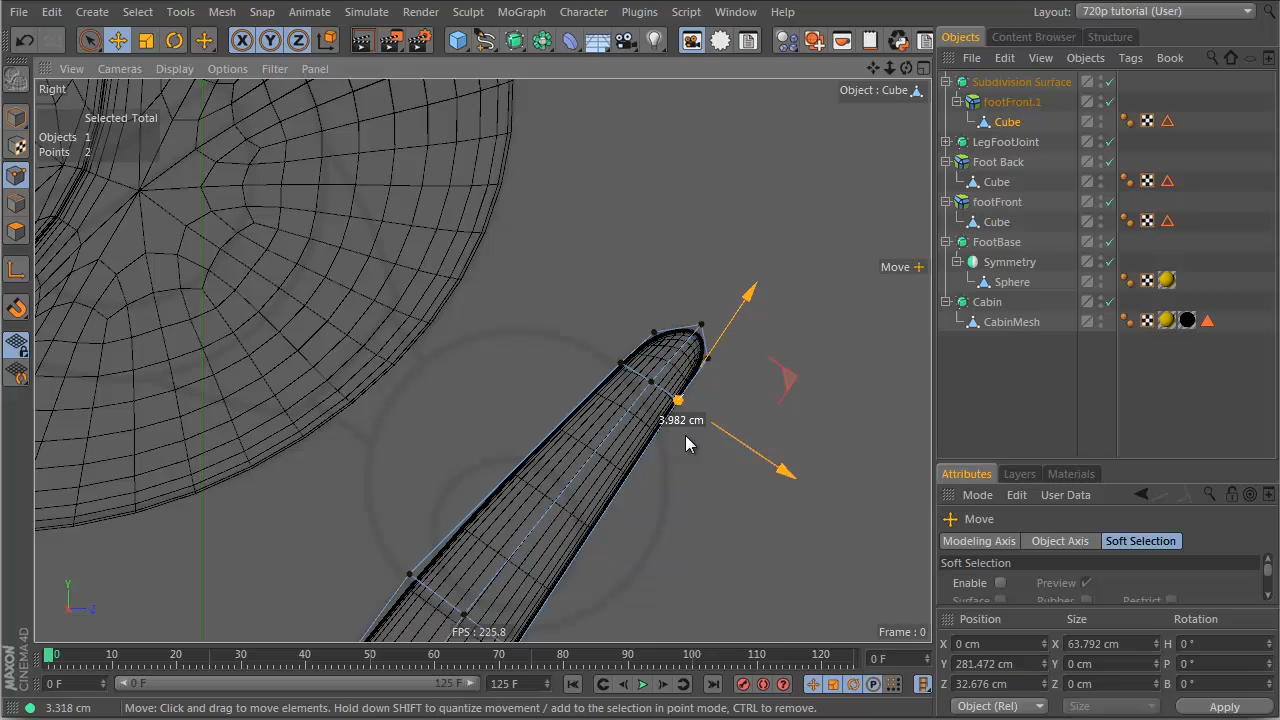 File Edit Create Select Tools Mesh Snap Animate Simulate Render Sculpt MoGraph Character Plugins Script Window Help
Layout: 720p tutorial (User)
X Y Z
Objects Content Browser Structure
View Cameras Display Options Filter Panel
File Edit View Objects Tags Book
Right
Object : Cube
Selected Total
Objects 1
Points 2
Subdivision Surface
footFront.1
Cube
LegFootJoint
Foot Back
Cube
footFront
Cube
FootBase
Symmetry
Sphere
Cabin
CabinMesh
Move
3.982 cm
Y
Z
FPS : 225.8
Frame : 0
Attributes Layers Materials
Mode Edit User Data
Move
Modeling Axis Object Axis Soft Selection
Soft Selection
Enable Preview
Surface Rubber Restrict
Position Size Rotation
X 0 cm X 63.792 cm H 0 °
Y 281.472 cm Y 0 cm P 0 °
Z 32.676 cm Z 0 cm B 0 °
Object (Rel) Size Apply
0 10 20 30 40 50 60 70 80 90 100 110 120
0 F
0 F 0 F 125 F 125 F
P
MAXON
CINEMA4D
3.318 cm Move: Click and drag to move elements. Hold down SHIFT to quantize movement / add to the selection in point mode, CTRL to remove.